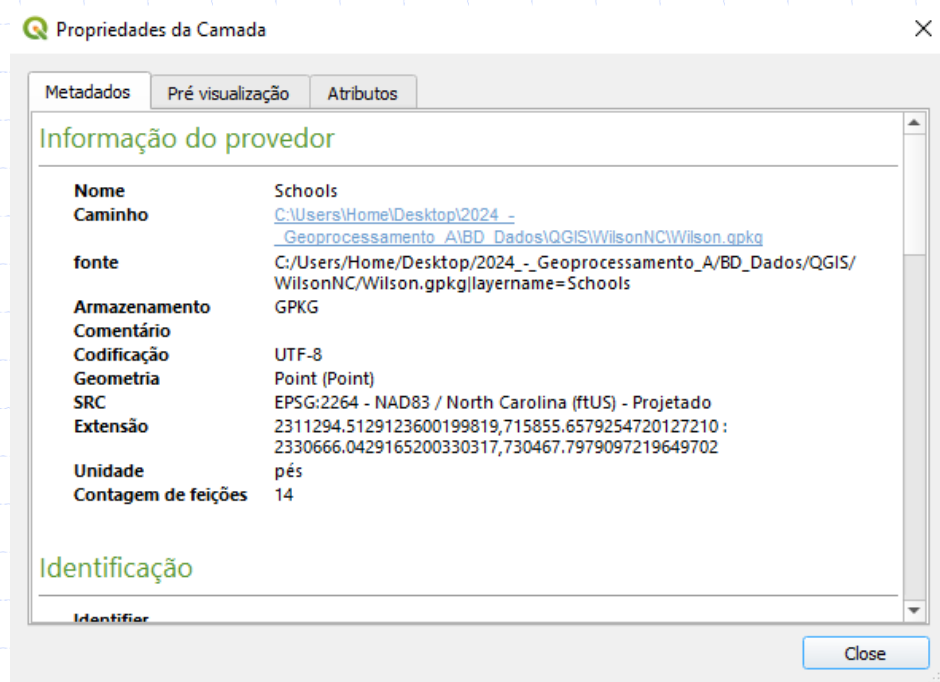 Propriedades da Camada
Metadados Pré visualização Atributos
Informação do provedor
Nome Schools
Caminho C:\Users\Home\Desktop\2024_-
_Geoprocessamento_A\BD_Dados\QGIS\WilsonNC\Wilson.gpkg
fonte C:/Users/Home/Desktop/2024_-_Geoprocessamento_A/BD_Dados/QGIS/
WilsonNC/Wilson.gpkg|layername=Schools
Armazenamento GPKG
Comentário
Codificação UTF-8
Geometria Point (Point)
SRC EPSG:2264 - NAD83 / North Carolina (ftUS) - Projetado
Extensão 2311294.5129123600199819,715855.6579254720127210 :
2330666.0429165200330317,730467.7979097219649702
Unidade pés
Contagem de feições 14
Identificação
Identifier
Close